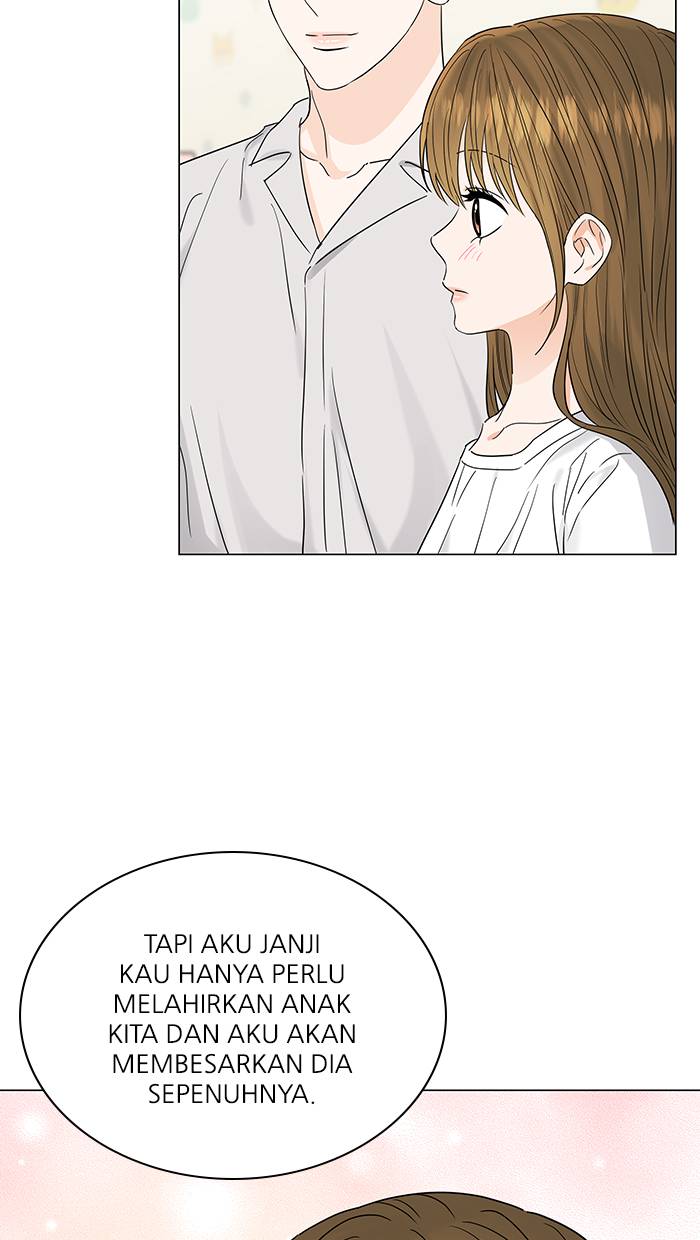 TAPI AKU JANJI
KAU HANYA PERLU
MELAHIRKAN ANAK
KITA DAN AKU AKAN
MEMBESARKAN DIA
SEPENUHNYA.